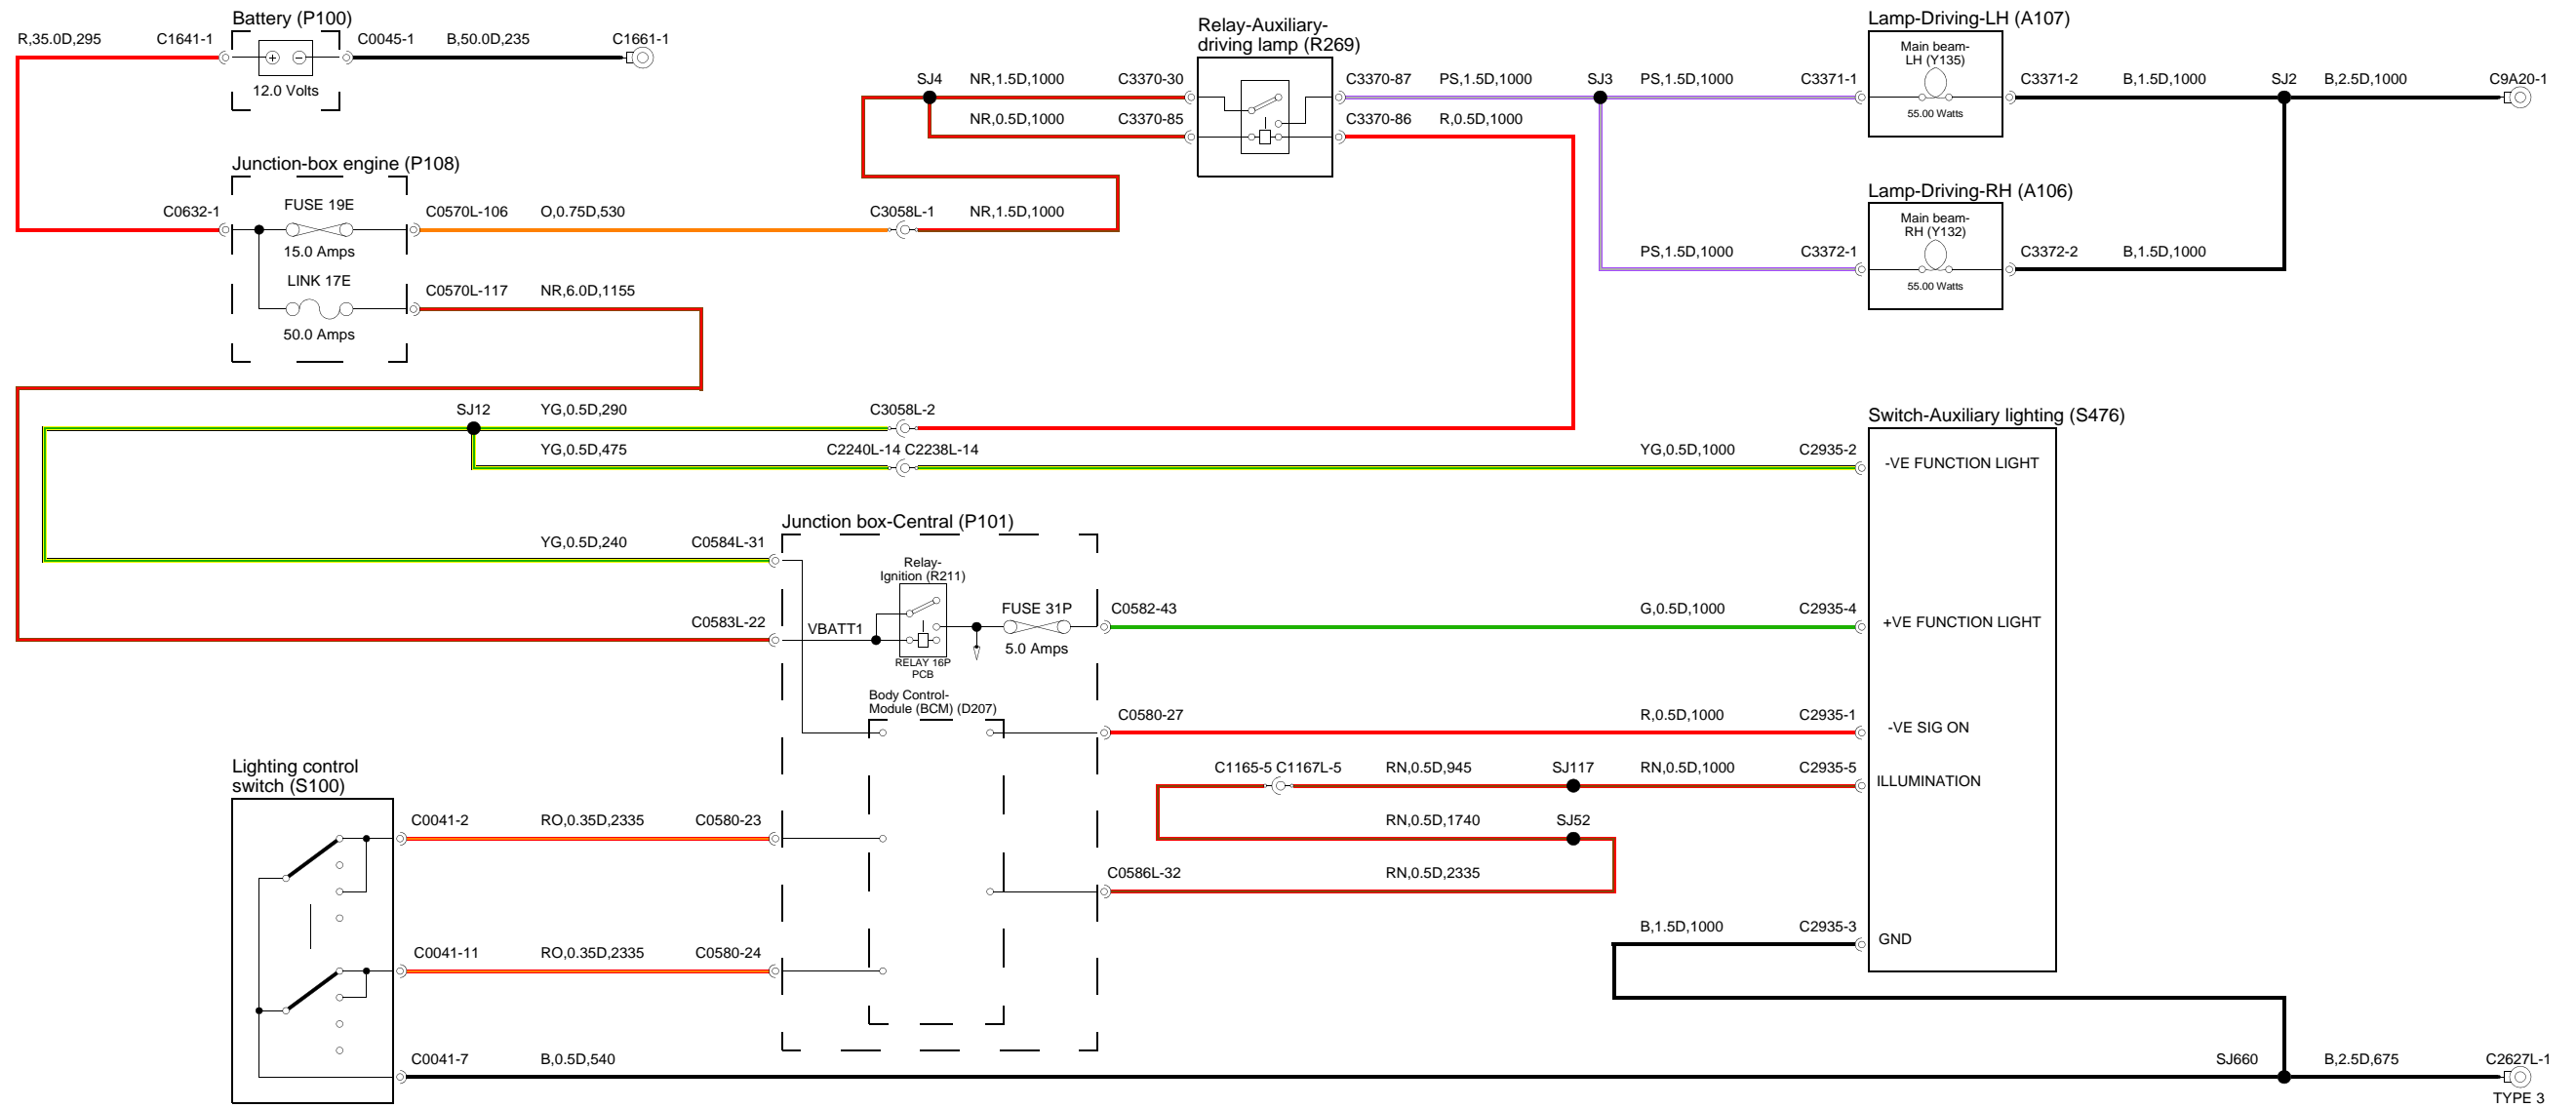 Battery (P100)
R,35.0D,295
C1641-1
C0045-1
B,50.0D,235
C1661-1
12.0 Volts
Relay-Auxiliary-
driving lamp (R269)
SJ4
NR,1.5D,1000
C3370-30
C3370-87
PS,1.5D,1000
SJ3
PS,1.5D,1000
NR,0.5D,1000
C3370-85
C3370-86
R,0.5D,1000
Lamp-Driving-LH (A107)
Main beam-
LH (Y135)
55.00 Watts
C3371-1
C3371-2
B,1.5D,1000
SJ2
B,2.5D,1000
C9A20-1
Lamp-Driving-RH (A106)
Main beam-
RH (Y132)
55.00 Watts
PS,1.5D,1000
C3372-1
C3372-2
B,1.5D,1000
Junction-box engine (P108)
C0632-1
FUSE 19E
15.0 Amps
C0570L-106
O,0.75D,530
C3058L-1
NR,1.5D,1000
LINK 17E
50.0 Amps
C0570L-117
NR,6.0D,1155
SJ12
YG,0.5D,290
C3058L-2
YG,0.5D,475
C2240L-14 C2238L-14
YG,0.5D,1000
C2935-2
Switch-Auxiliary lighting (S476)
-VE FUNCTION LIGHT
Junction box-Central (P101)
YG,0.5D,240
C0584L-31
Relay-
Ignition (R211)
C0583L-22
VBATT1
RELAY 16P
PCB
FUSE 31P
5.0 Amps
C0582-43
G,0.5D,1000
C2935-4
+VE FUNCTION LIGHT
Body Control-
Module (BCM) (D207)
C0580-27
R,0.5D,1000
C2935-1
-VE SIG ON
C1165-5 C1167L-5
RN,0.5D,945
SJ117
RN,0.5D,1000
C2935-5
ILLUMINATION
Lighting control
switch (S100)
C0041-2
RO,0.35D,2335
C0580-23
RN,0.5D,1740
SJ52
C0586L-32
RN,0.5D,2335
C0041-11
RO,0.35D,2335
C0580-24
B,1.5D,1000
C2935-3
GND
C0041-7
B,0.5D,540
SJ660
B,2.5D,675
C2627L-1
TYPE 3